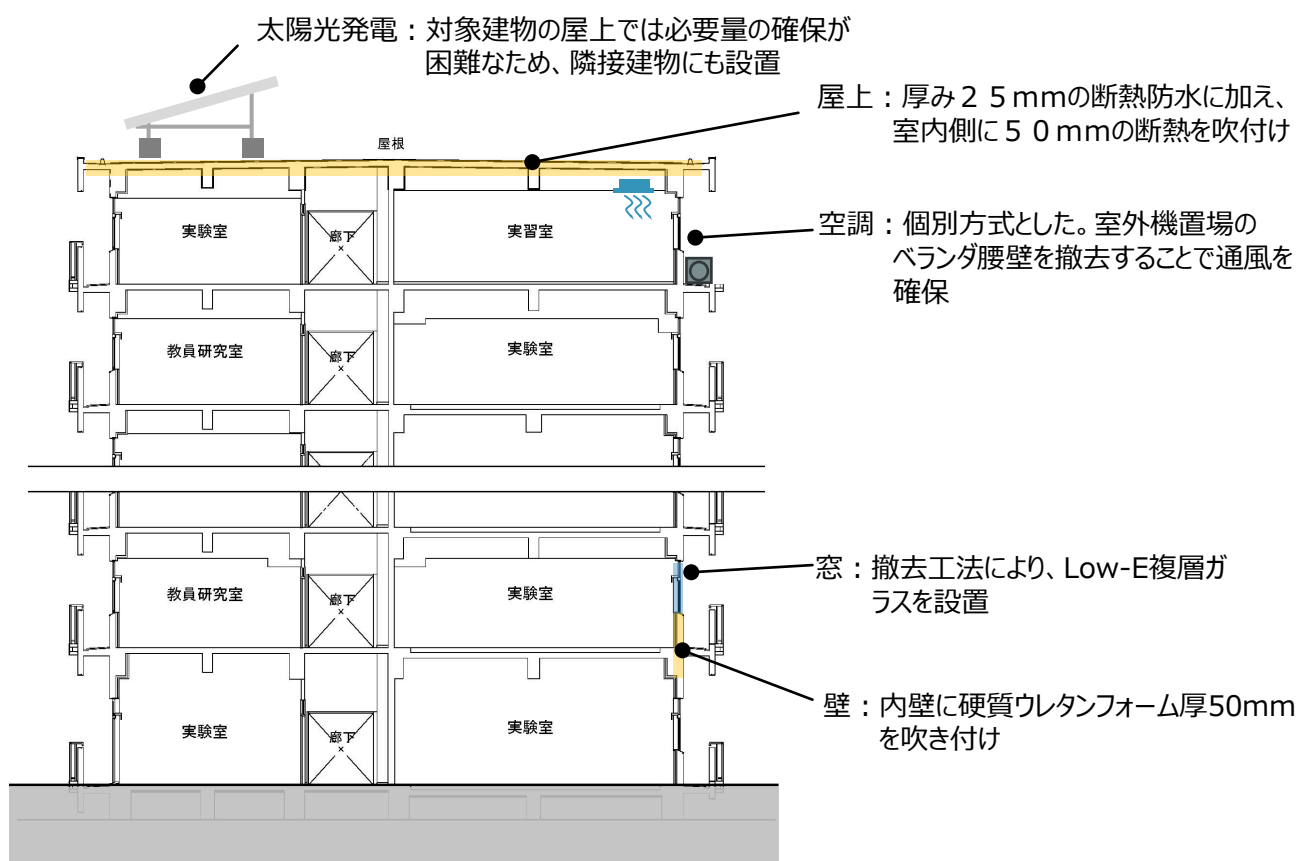 太陽光発電：対象建物の屋上では必要量の確保が
困難なため、隣接建物にも設置
屋上：厚み２５mmの断熱防水に加え、
室内側に５０mmの断熱を吹付け
屋根
実験室
廊下
実習室
空調：個別方式とした。室外機置場の
ベランダ腰壁を撤去することで通風を
確保
教員研究室
廊下
実験室
窓：撤去工法により、Low-E複層ガ
ラスを設置
教員研究室
廊下
実験室
壁：内壁に硬質ウレタンフォーム厚50mm
を吹き付け
実験室
廊下
実験室